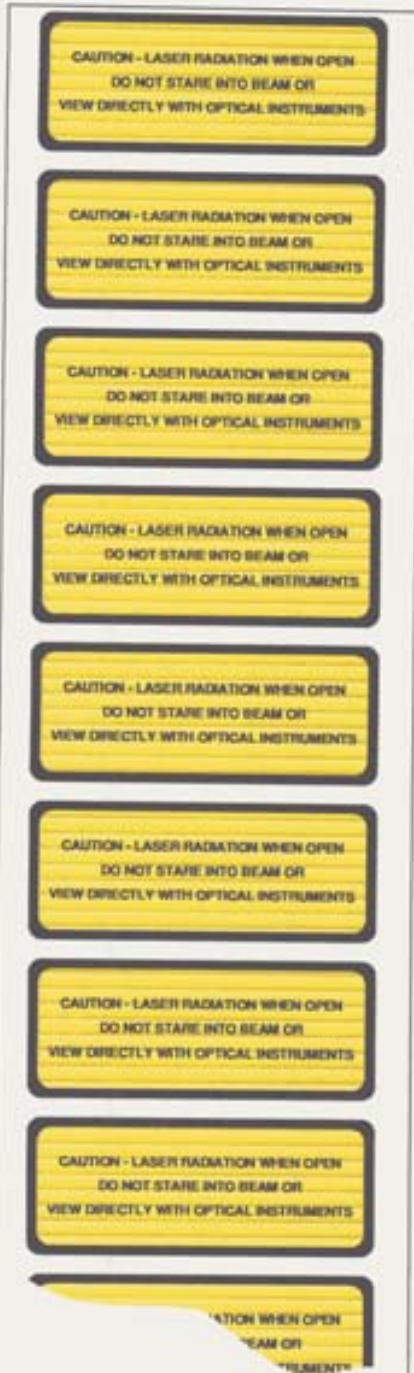 CAUTION - LASER RADIATION WHEN OPEN
DO NOT STARE INTO BEAM OR
VIEW DIRECTLY WITH OPTICAL INSTRUMENTS
CAUTION - LASER RADIATION WHEN OPEN
DO NOT STARE INTO BEAM OR
VIEW DIRECTLY WITH OPTICAL INSTRUMENTS
CAUTION - LASER RADIATION WHEN OPEN
DO NOT STARE INTO BEAM OR
VIEW DIRECTLY WITH OPTICAL INSTRUMENTS
CAUTION - LASER RADIATION WHEN OPEN
DO NOT STARE INTO BEAM OR
VIEW DIRECTLY WITH OPTICAL INSTRUMENTS
CAUTION - LASER RADIATION WHEN OPEN
DO NOT STARE INTO BEAM OR
VIEW DIRECTLY WITH OPTICAL INSTRUMENTS
CAUTION - LASER RADIATION WHEN OPEN
DO NOT STARE INTO BEAM OR
VIEW DIRECTLY WITH OPTICAL INSTRUMENTS
CAUTION - LASER RADIATION WHEN OPEN
DO NOT STARE INTO BEAM OR
VIEW DIRECTLY WITH OPTICAL INSTRUMENTS
CAUTION - LASER RADIATION WHEN OPEN
DO NOT STARE INTO BEAM OR
VIEW DIRECTLY WITH OPTICAL INSTRUMENTS
WHEN OPEN
OR